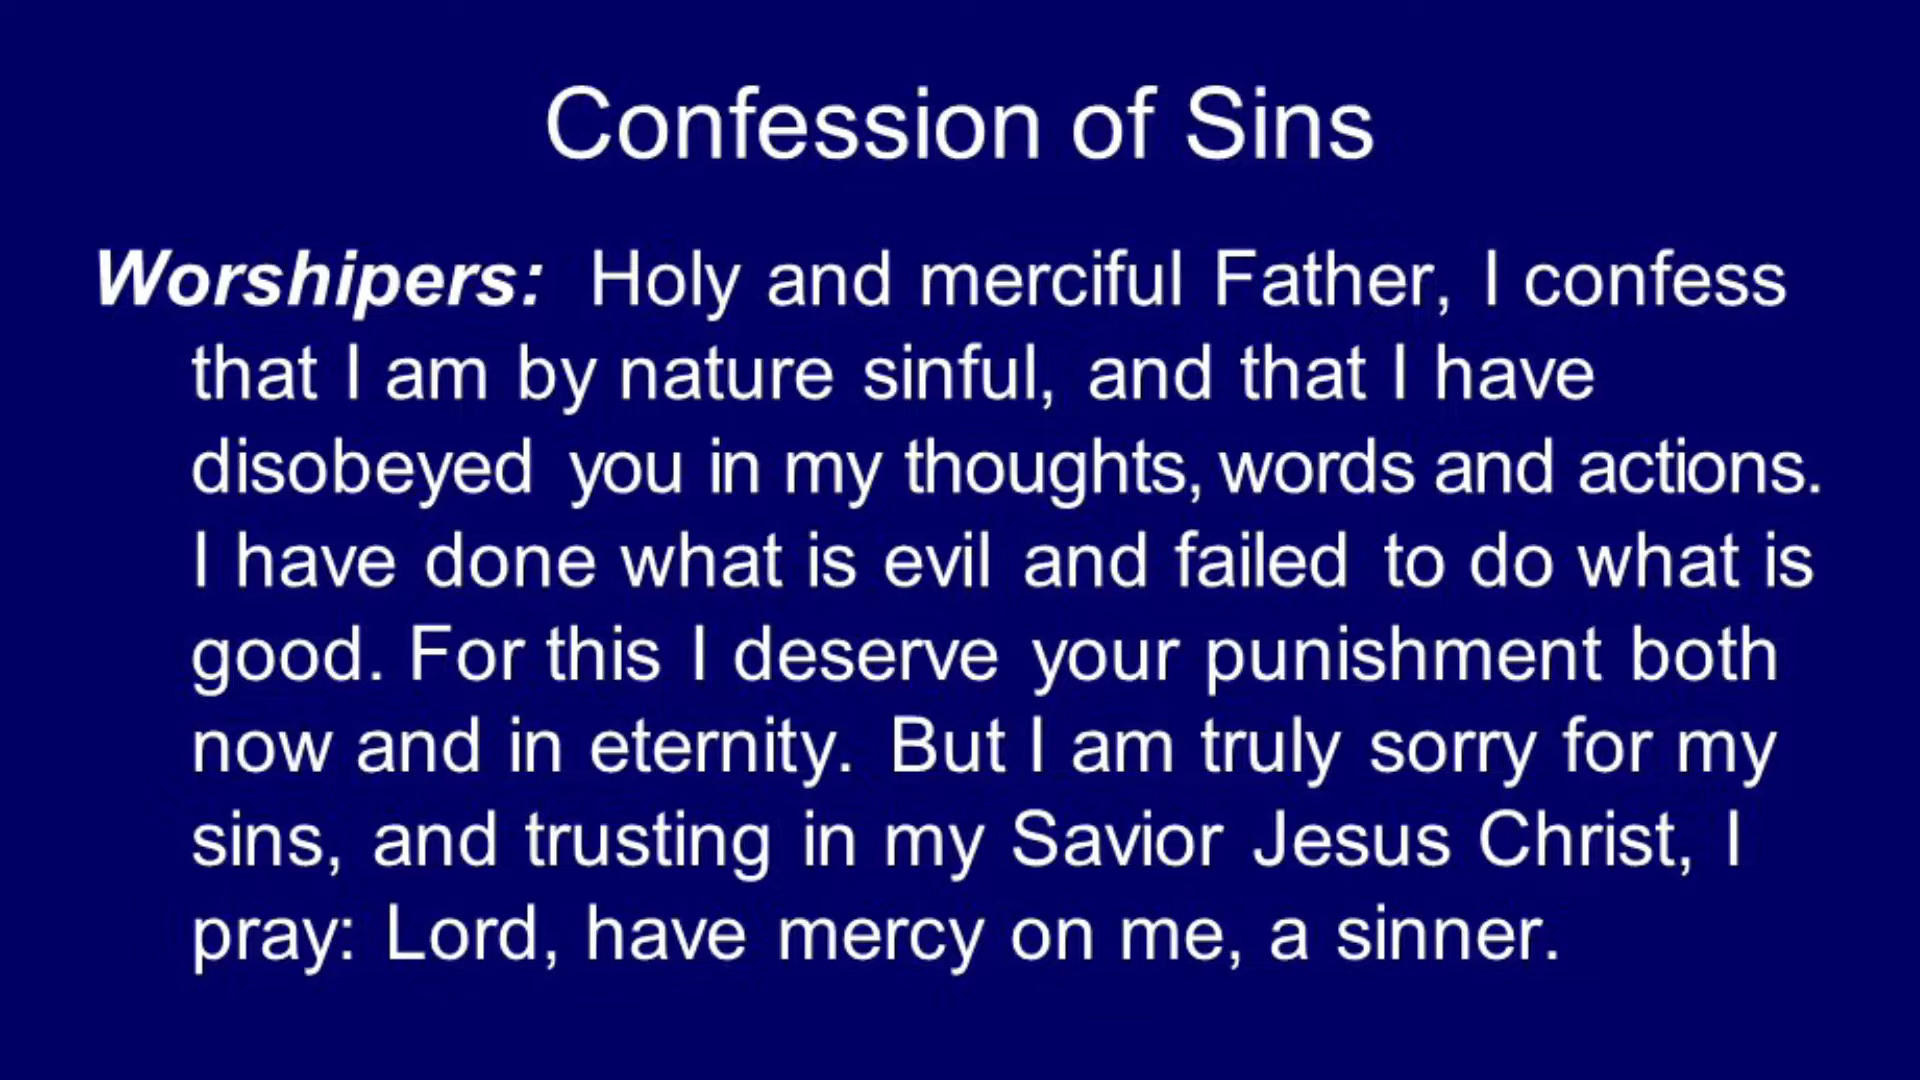 Confession of Sins
Worshipers: Holy and merciful Father, I confess
that I am by nature sinful, and that I have
disobeyed you in my thoughts, words and actions.
I have done what is evil and failed to do what is
good. For this I deserve your punishment both
now and in eternity. But I am truly sorry for my
sins, and trusting in my Savior Jesus Christ, I
pray: Lord, have mercy on me, a sinner.